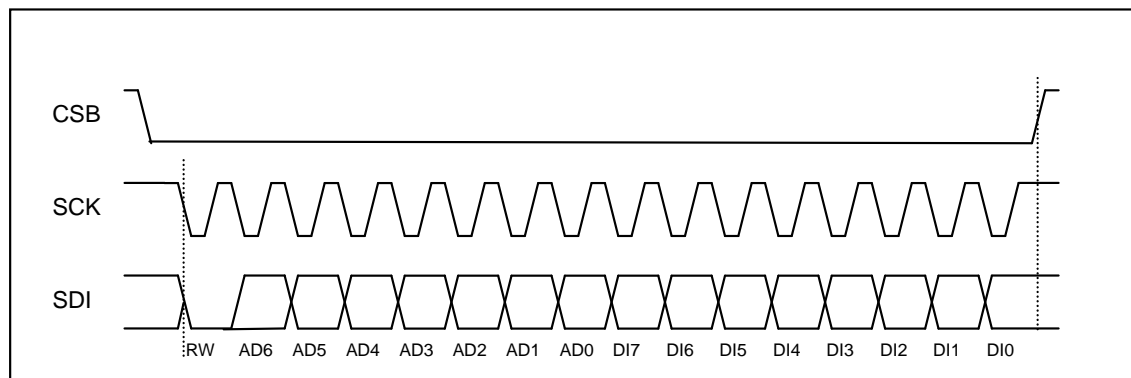 CSB
SCK
SDI
RW AD6 AD5 AD4 AD3 AD2 AD1 AD0 DI7 DI6 DI5 DI4 DI3 DI2 DI1 DI0